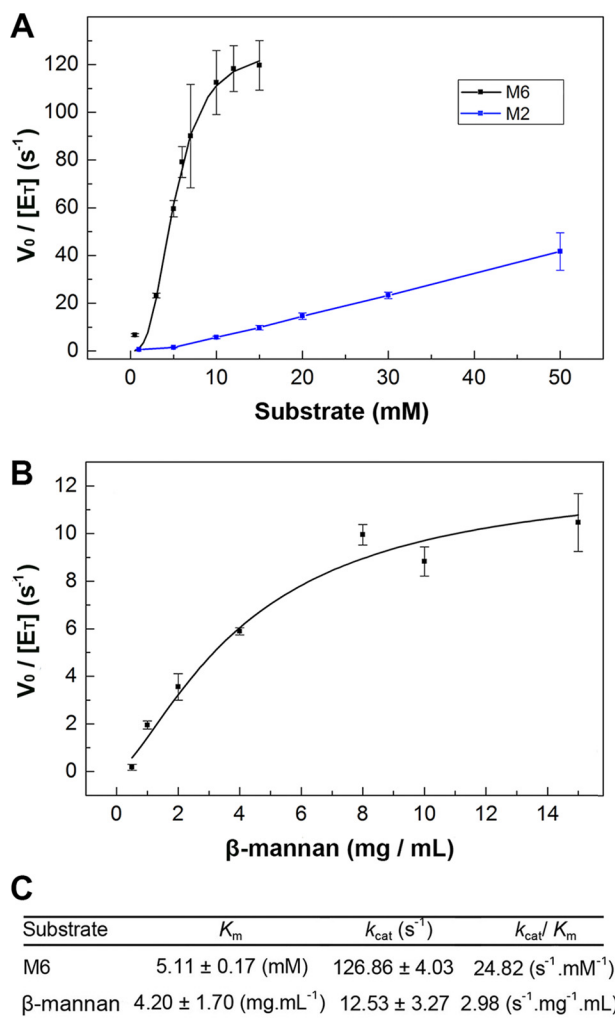 A
V₀ / [Eᴛ] (s⁻¹)
120
100
80
60
40
20
0
M6
M2
0 10 20 30 40 50
Substrate (mM)
B
V₀ / [Eᴛ] (s⁻¹)
12
10
8
6
4
2
0
0 2 4 6 8 10 12 14
β-mannan (mg / mL)
C
Substrate Kₘ k_cat (s⁻¹) k_cat/ Kₘ
M6 5.11 ± 0.17 (mM) 126.86 ± 4.03 24.82 (s⁻¹.mM⁻¹)
β-mannan 4.20 ± 1.70 (mg.mL⁻¹) 12.53 ± 3.27 2.98 (s⁻¹.mg⁻¹.mL)